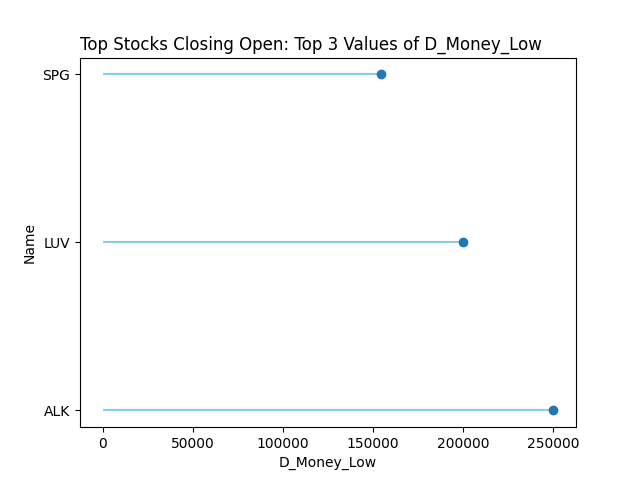 Top Stocks Closing Open: Top 3 Values of D_Money_Low
SPG
LUV
ALK
Name
0 50000 100000 150000 200000 250000
D_Money_Low